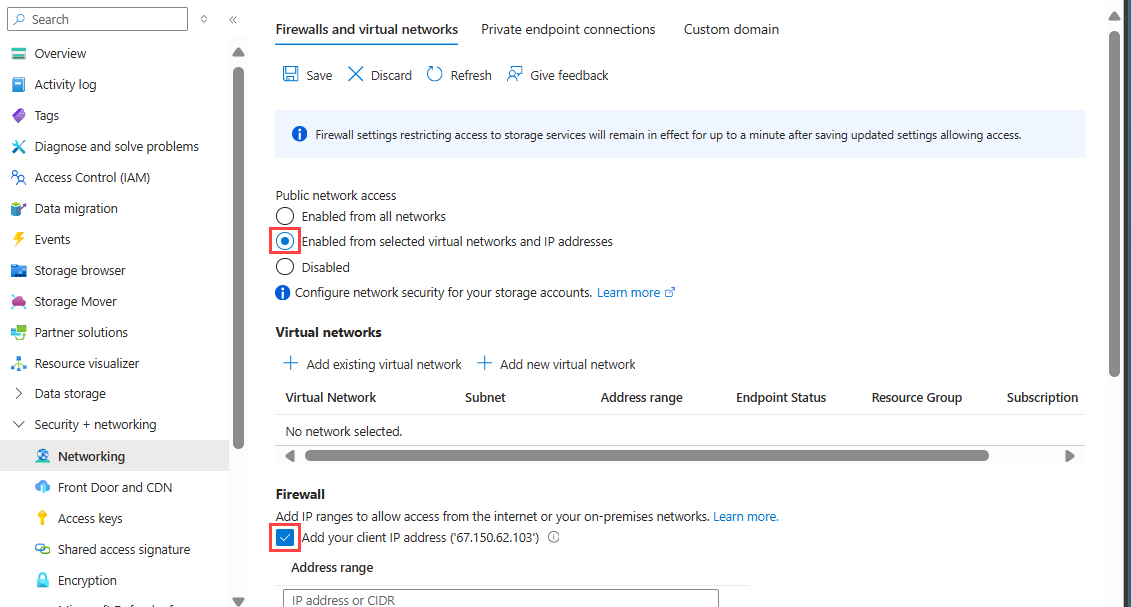 Search
«
Overview
Activity log
Tags
Diagnose and solve problems
Access Control (IAM)
Data migration
Events
Storage browser
Storage Mover
Partner solutions
Resource visualizer
Data storage
Security + networking
Networking
Front Door and CDN
Access keys
Shared access signature
Encryption
Firewalls and virtual networks Private endpoint connections Custom domain
Save Discard Refresh Give feedback
Firewall settings restricting access to storage services will remain in effect for up to a minute after saving updated settings allowing access.
Public network access
Enabled from all networks
Enabled from selected virtual networks and IP addresses
Disabled
Configure network security for your storage accounts. Learn more
Virtual networks
Add existing virtual network Add new virtual network
Virtual Network Subnet Address range Endpoint Status Resource Group Subscription
No network selected.
Firewall
Add IP ranges to allow access from the internet or your on-premises networks. Learn more.
Add your client IP address ('67.150.62.103')
Address range
IP address or CIDR